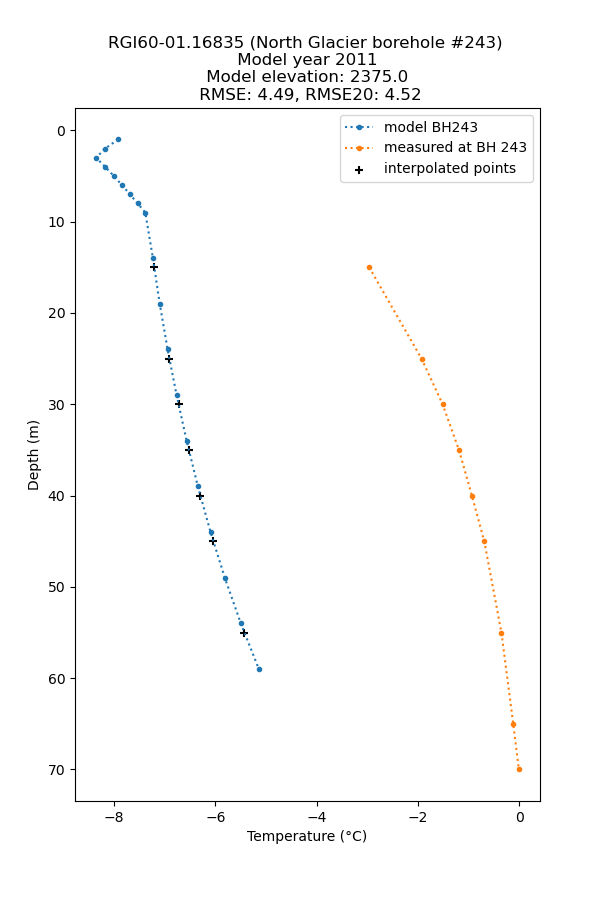 RGI60-01.16835 (North Glacier borehole #243)
Model year 2011
Model elevation: 2375.0
RMSE: 4.49, RMSE20: 4.52
model BH243
measured at BH 243
interpolated points
0
10
20
30
40
50
60
70
Depth (m)
−8
−6
−4
−2
0
Temperature (°C)